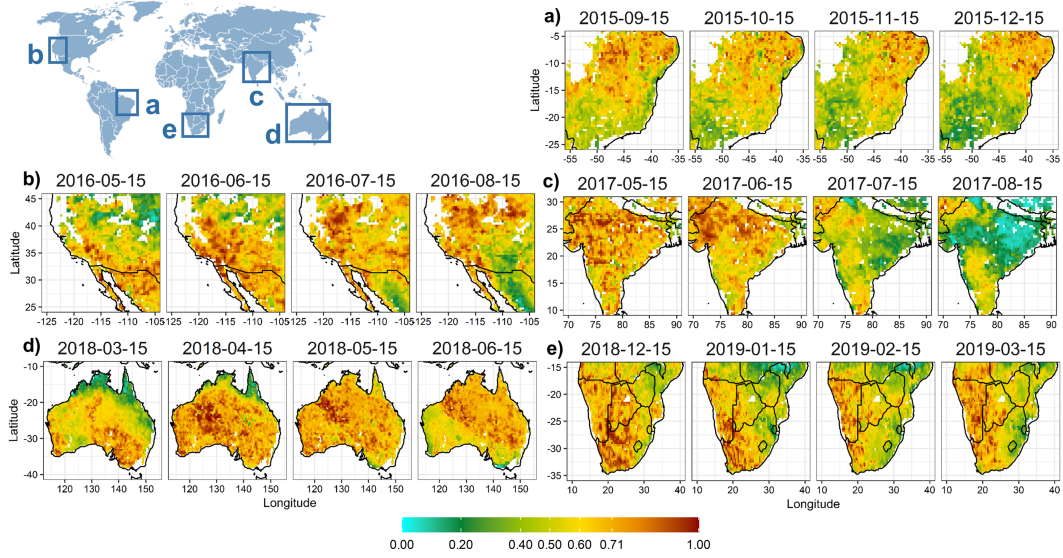 b
a
c
e
d
a) 2015-09-15 2015-10-15 2015-11-15 2015-12-15
Latitude
-5
-10
-15
-20
-25
-55 -50 -45 -40 -35 -55 -50 -45 -40 -35 -55 -50 -45 -40 -35 -55 -50 -45 -40 -35
b) 2016-05-15 2016-06-15 2016-07-15 2016-08-15
Latitude
45
40
35
30
25
-125 -120 -115 -110 -105 -125 -120 -115 -110 -105 -125 -120 -115 -110 -105 -125 -120 -115 -110 -105
c) 2017-05-15 2017-06-15 2017-07-15 2017-08-15
30
25
20
15
10
70 75 80 85 90 70 75 80 85 90 70 75 80 85 90 70 75 80 85 90
d) 2018-03-15 2018-04-15 2018-05-15 2018-06-15
Latitude
-10
-20
-30
-40
120 130 140 150 120 130 140 150 120 130 140 150 120 130 140 150
Longitude
e) 2018-12-15 2019-01-15 2019-02-15 2019-03-15
-15
-20
-25
-30
-35
10 20 30 40 10 20 30 40 10 20 30 40 10 20 30 40
Longitude
0.00 0.20 0.40 0.50 0.60 0.71 1.00